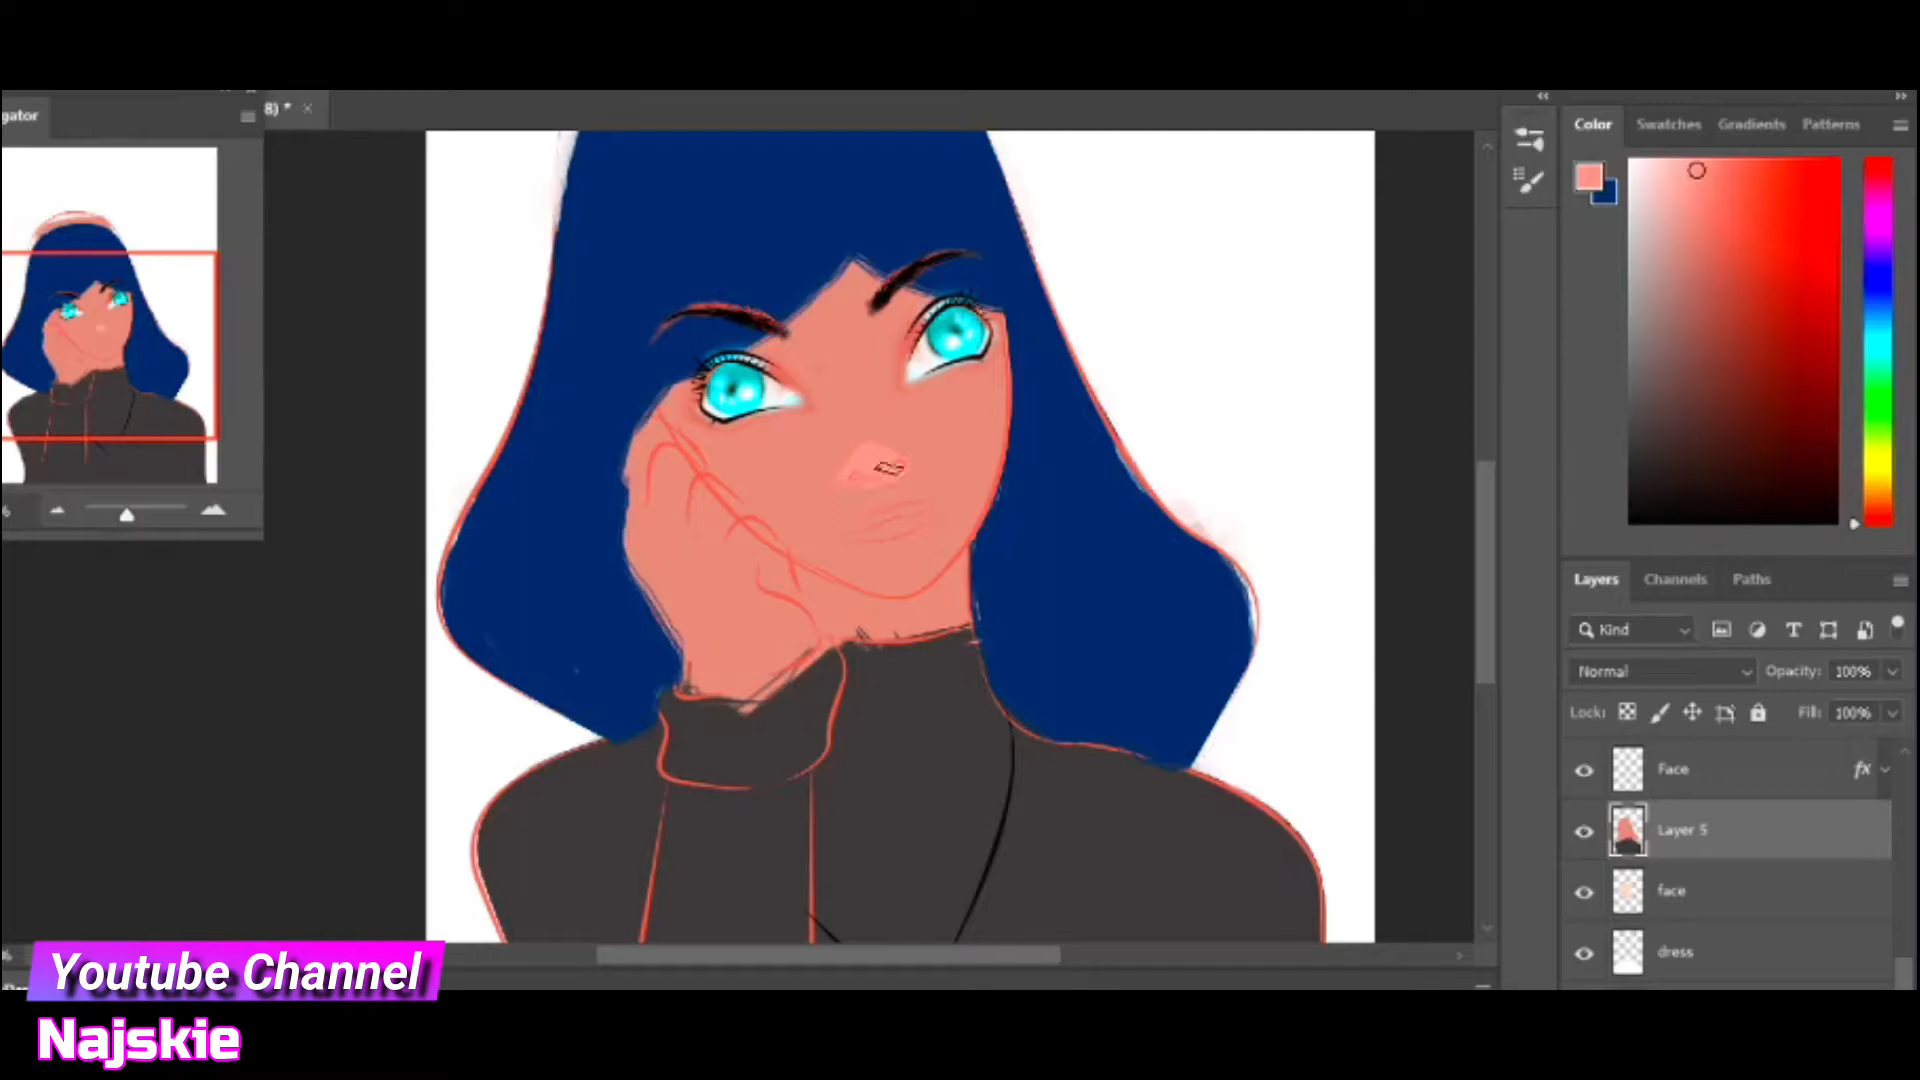 gator
8) *
Color Swatches Gradients Patterns
%
Layers Channels Paths
Kind
Normal Opacity: 100%
Lock: Fill: 100%
Face fx
Layer 5
face
dress
%
Youtube Channel
Najskie